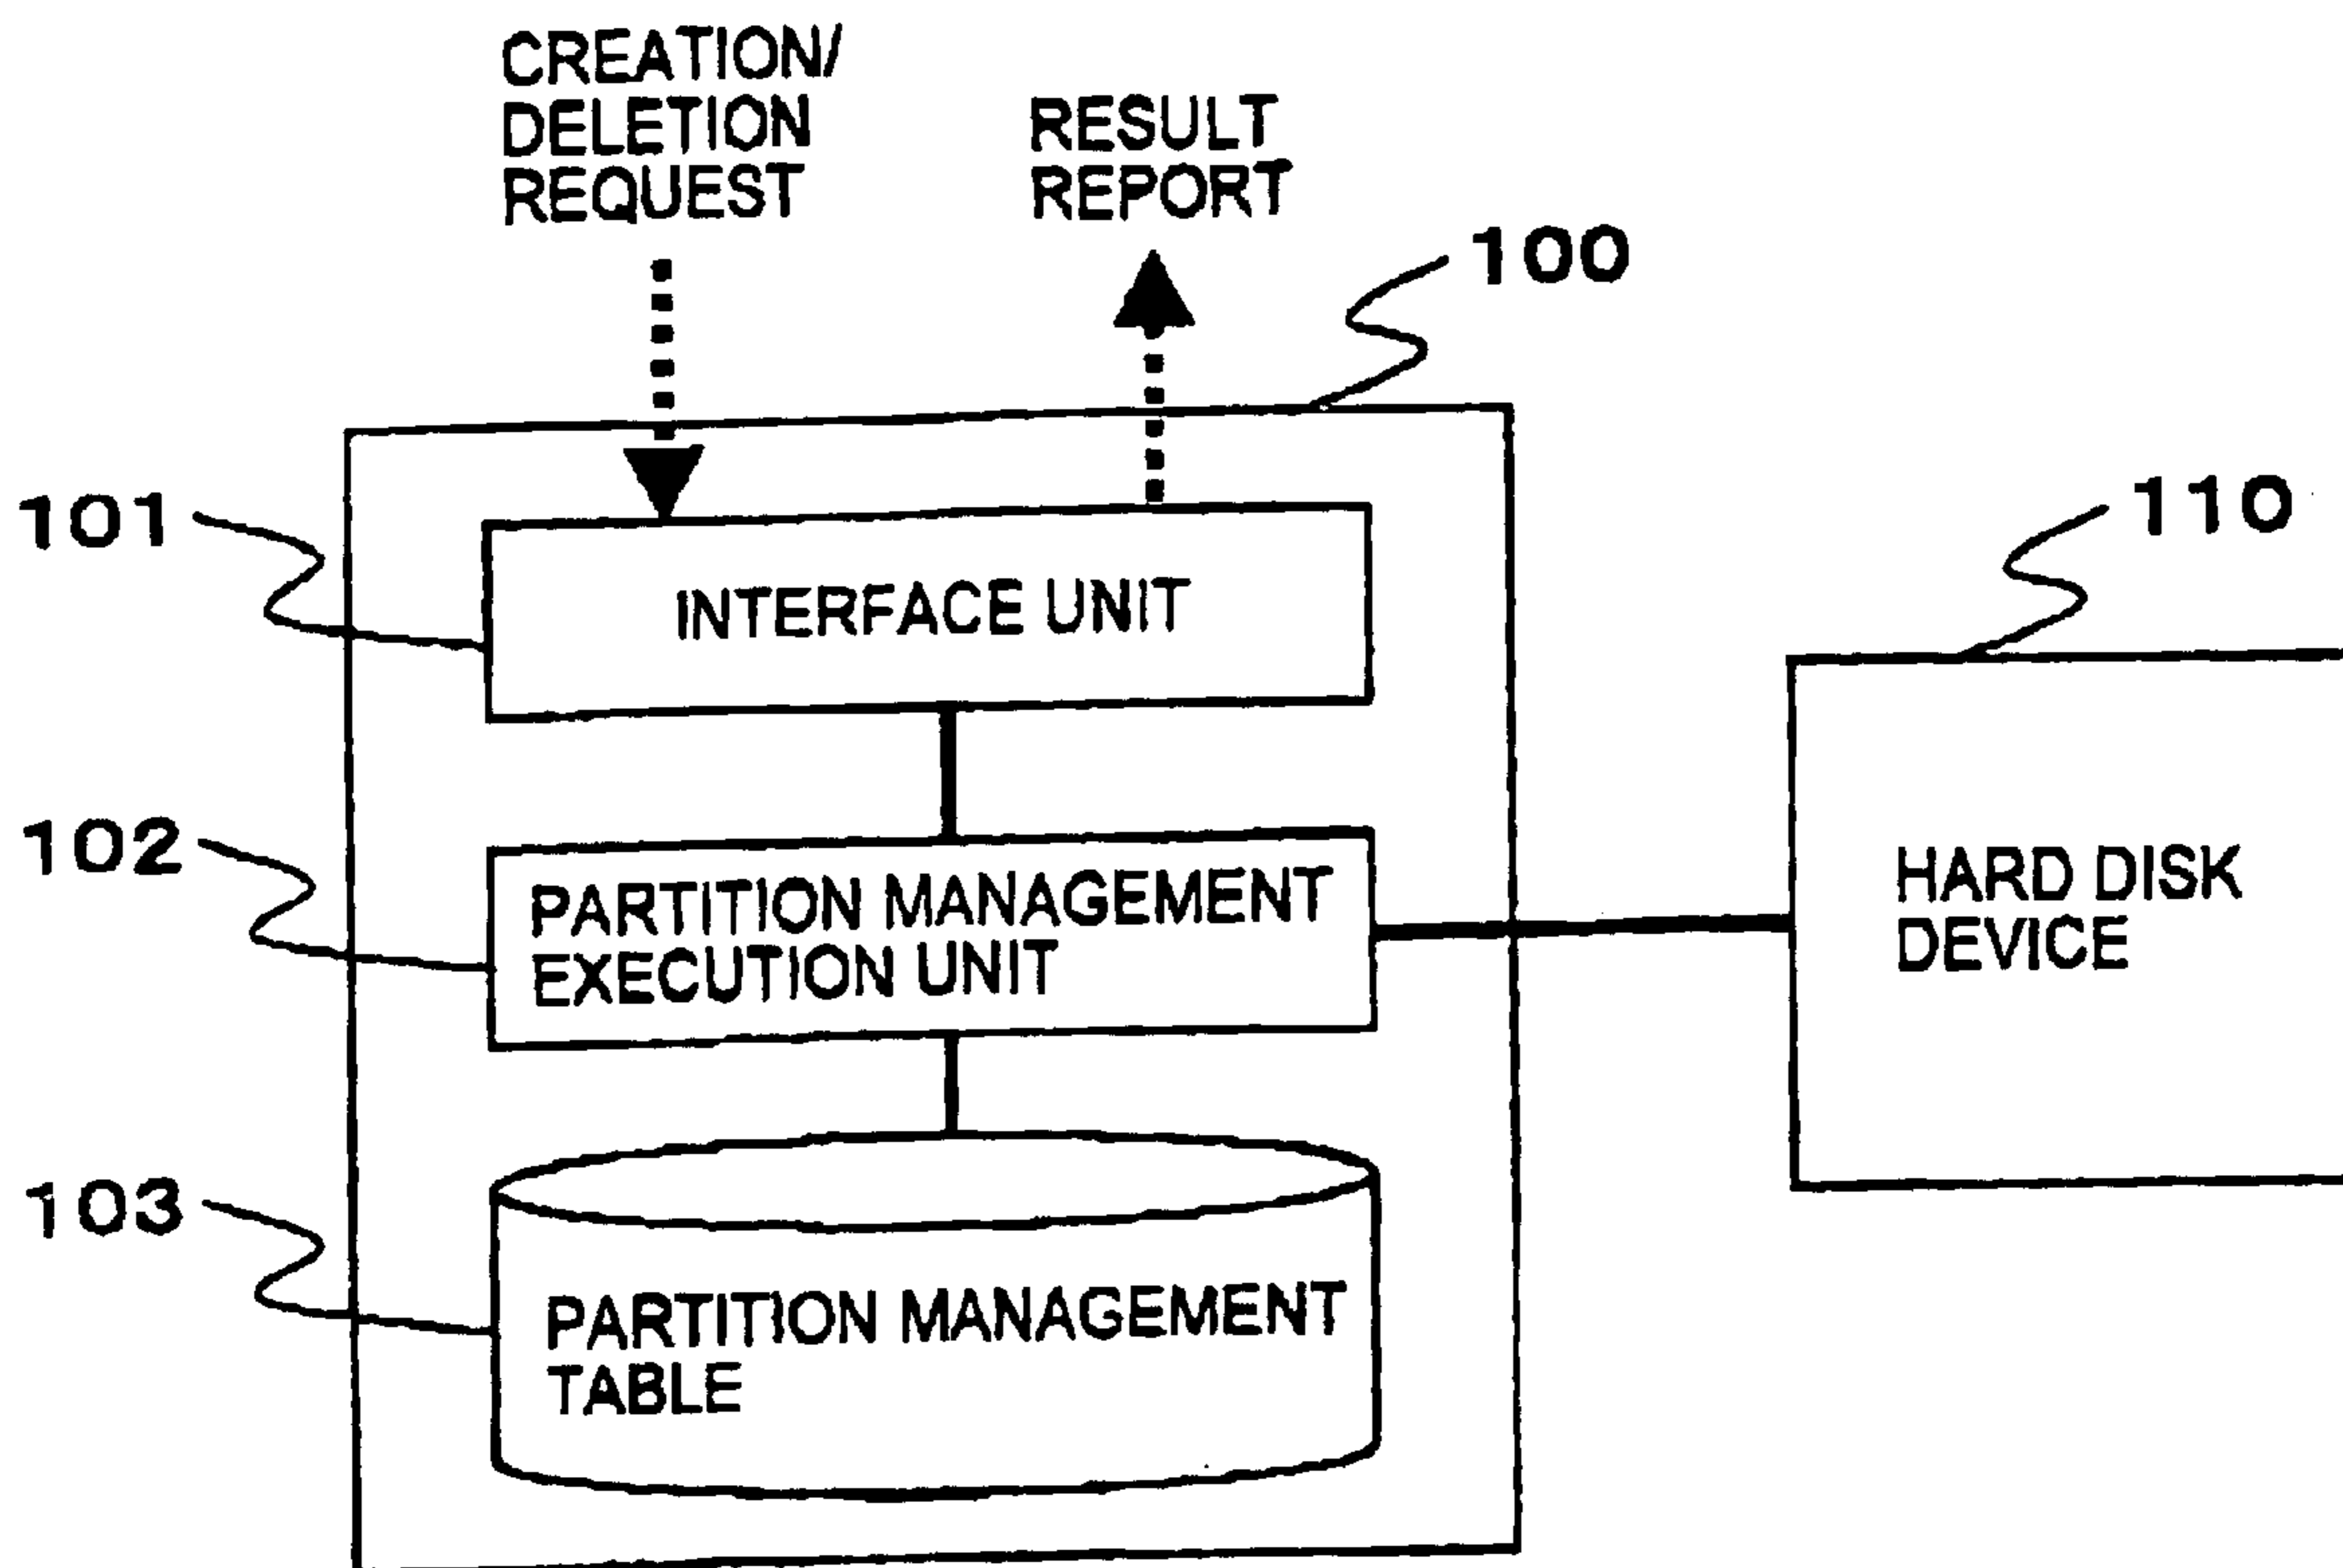 CREATION/
DELETION
REQUEST
RESULT
REPORT
100
101
110
INTERFACE UNIT
102
PARTITION MANAGEMENT
EXECUTION UNIT
HARD DISK
DEVICE
103
PARTITION MANAGEMENT
TABLE